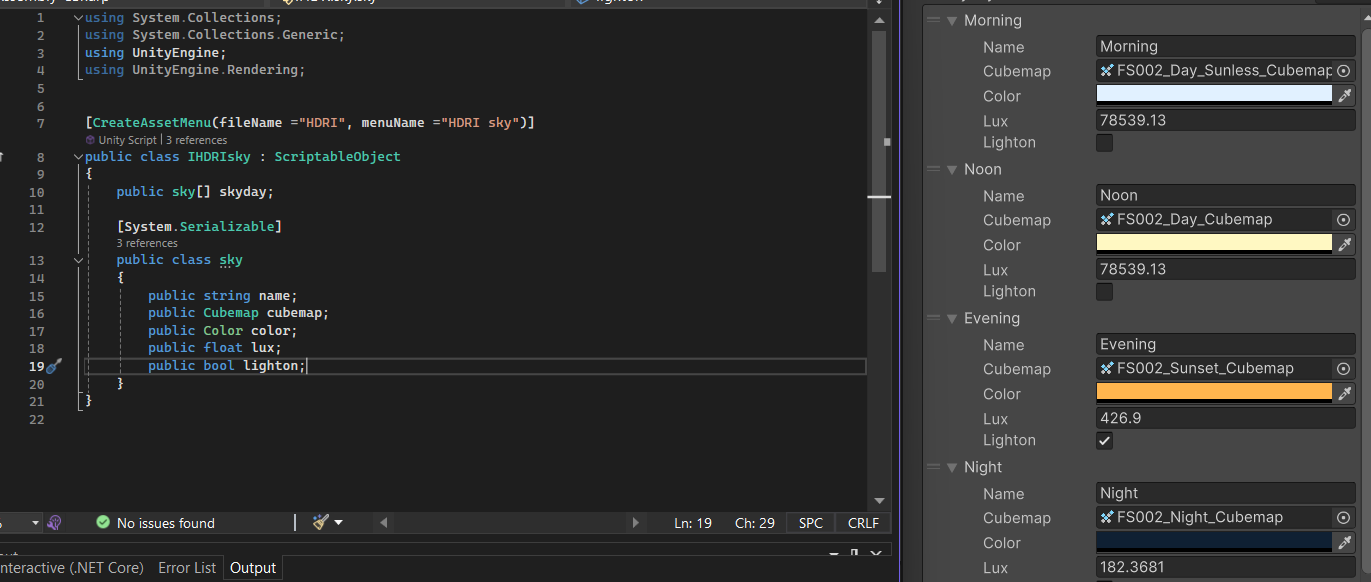 1 using System.Collections;
2 using System.Collections.Generic;
3 using UnityEngine;
4 using UnityEngine.Rendering;
5
6
7 [CreateAssetMenu(fileName ="HDRI", menuName ="HDRI sky")]
Unity Script | 3 references
8 public class IHDRIsky : ScriptableObject
9 {
10 public sky[] skyday;
11
12 [System.Serializable]
3 references
13 public class sky
14 {
15 public string name;
16 public Cubemap cubemap;
17 public Color color;
18 public float lux;
19 public bool lighton;
20 }
21 }
22
No issues found
Ln: 19 Ch: 29 SPC CRLF
nteractive (.NET Core) Error List Output
Morning
Name Morning
Cubemap FS002_Day_Sunless_Cubemap
Color
Lux 78539.13
Lighton
Noon
Name Noon
Cubemap FS002_Day_Cubemap
Color
Lux 78539.13
Lighton
Evening
Name Evening
Cubemap FS002_Sunset_Cubemap
Color
Lux 426.9
Lighton
Night
Name Night
Cubemap FS002_Night_Cubemap
Color
Lux 182.3681